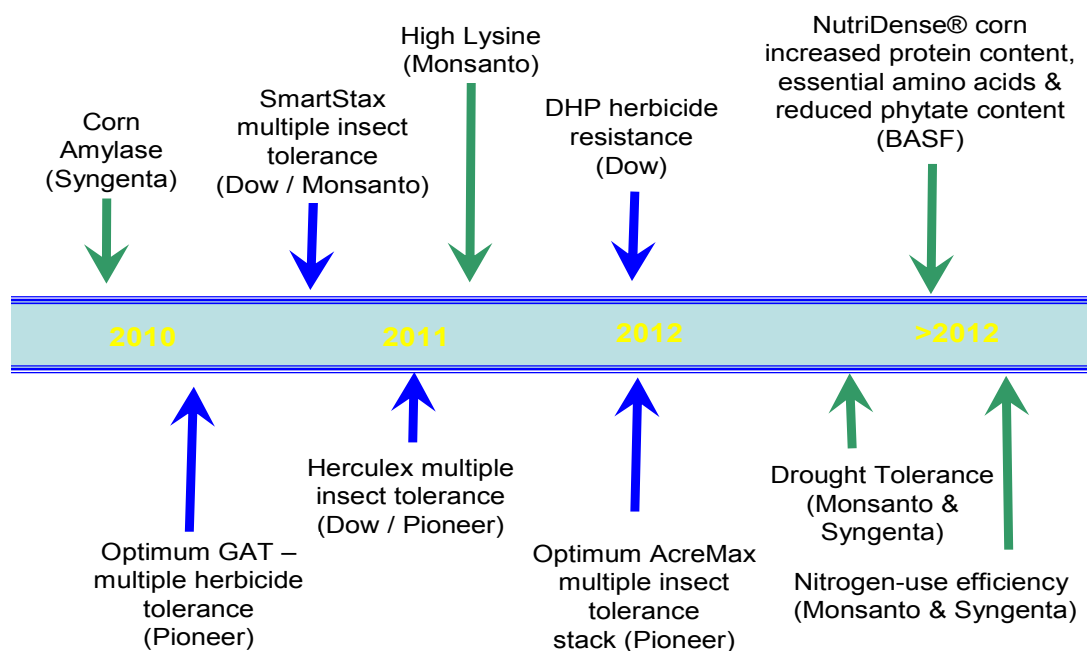 Corn
Amylase
(Syngenta)
SmartStax
multiple insect
tolerance
(Dow / Monsanto)
High Lysine
(Monsanto)
DHP herbicide
resistance
(Dow)
NutriDense® corn
increased protein content,
essential amino acids &
reduced phytate content
(BASF)
2010
2011
2012
>2012
Optimum GAT –
multiple herbicide
tolerance
(Pioneer)
Herculex multiple
insect tolerance
(Dow / Pioneer)
Optimum AcreMax
multiple insect
tolerance
stack (Pioneer)
Drought Tolerance
(Monsanto &
Syngenta)
Nitrogen-use efficiency
(Monsanto & Syngenta)